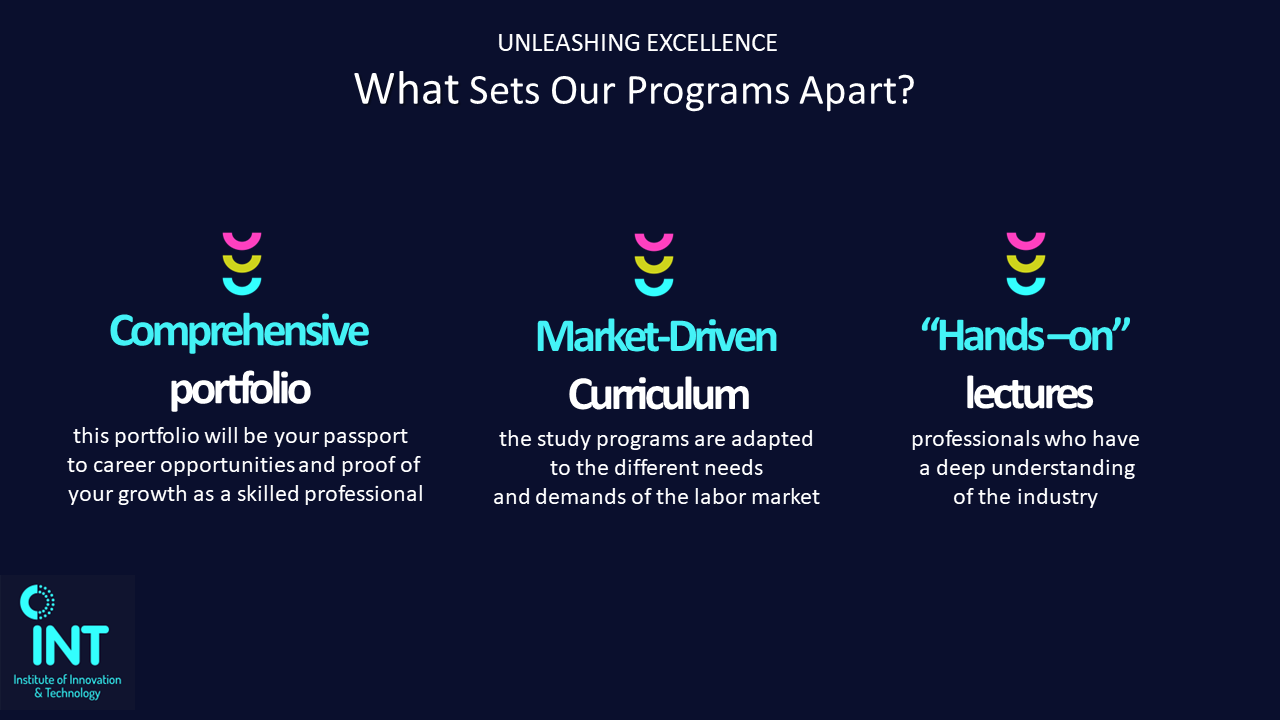 UNLEASHING EXCELLENCE
What Sets Our Programs Apart?
Comprehensive
portfolio
this portfolio will be your passport
to career opportunities and proof of
your growth as a skilled professional
Market-Driven
Curriculum
the study programs are adapted
to the different needs
and demands of the labor market
“Hands–on”
lectures
professionals who have
a deep understanding
of the industry
INT
Institute of Innovation
& Technology